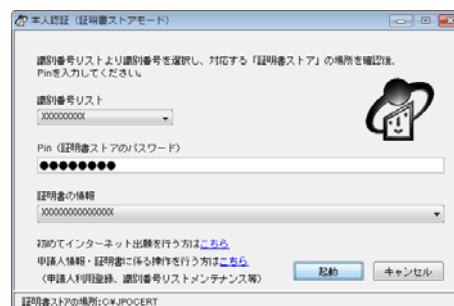 本人認証（証明書ストアモード）
識別番号リストより識別番号を選択し、対応する「証明書ストア」の場所を確認後、
Pinを入力してください。
識別番号リスト
XXXXXXXXX
Pin（証明書ストアのパスワード）
●●●●●●●●
証明書の情報
XXXXXXXXXXXXXXX
初めてインターネット出願を行う方はこちら
申請人情報・証明書に係る操作を行う方はこちら
（申請人利用登録、識別番号リストメンテナンス等）
起動
キャンセル
証明書ストアの場所:C:¥JPOCERT